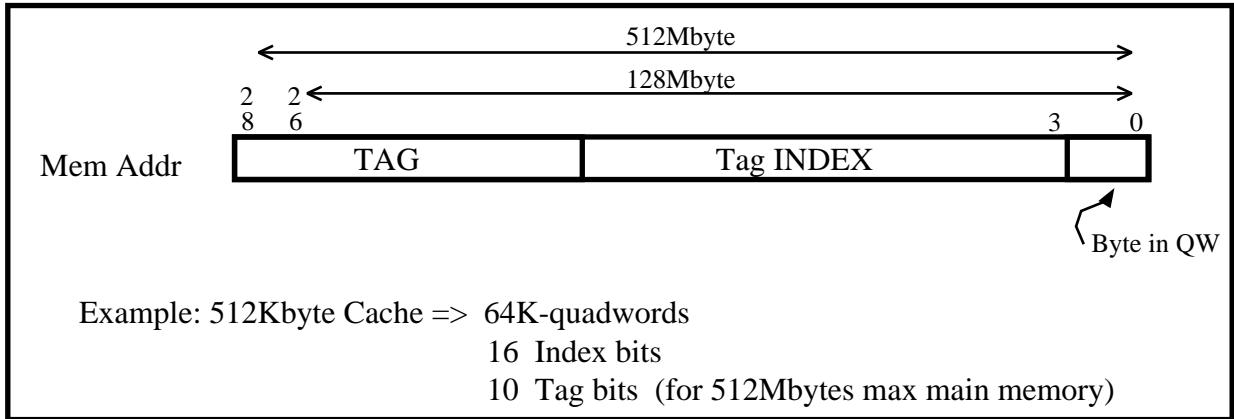 512Mbyte
128Mbyte
2 2
8 6 3 0
Mem Addr TAG Tag INDEX
Byte in QW
Example: 512Kbyte Cache => 64K-quadwords
16 Index bits
10 Tag bits (for 512Mbytes max main memory)